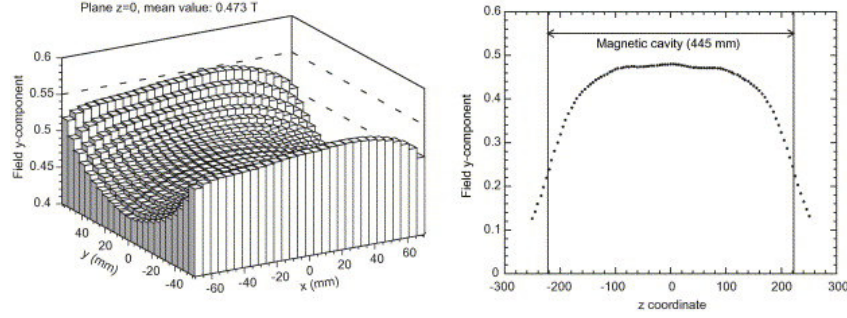 Plane z=0, mean value: 0.473 T
Field y-component
0.6
0.55
0.5
0.45
0.4
40
20
0
-20
-40
y (mm)
-60 -40 -20 0 20 40 60
x (mm)
Field y-component
0.6
0.5
0.4
0.3
0.2
0.1
0
Magnetic cavity (445 mm)
-300 -200 -100 0 100 200 300
z coordinate